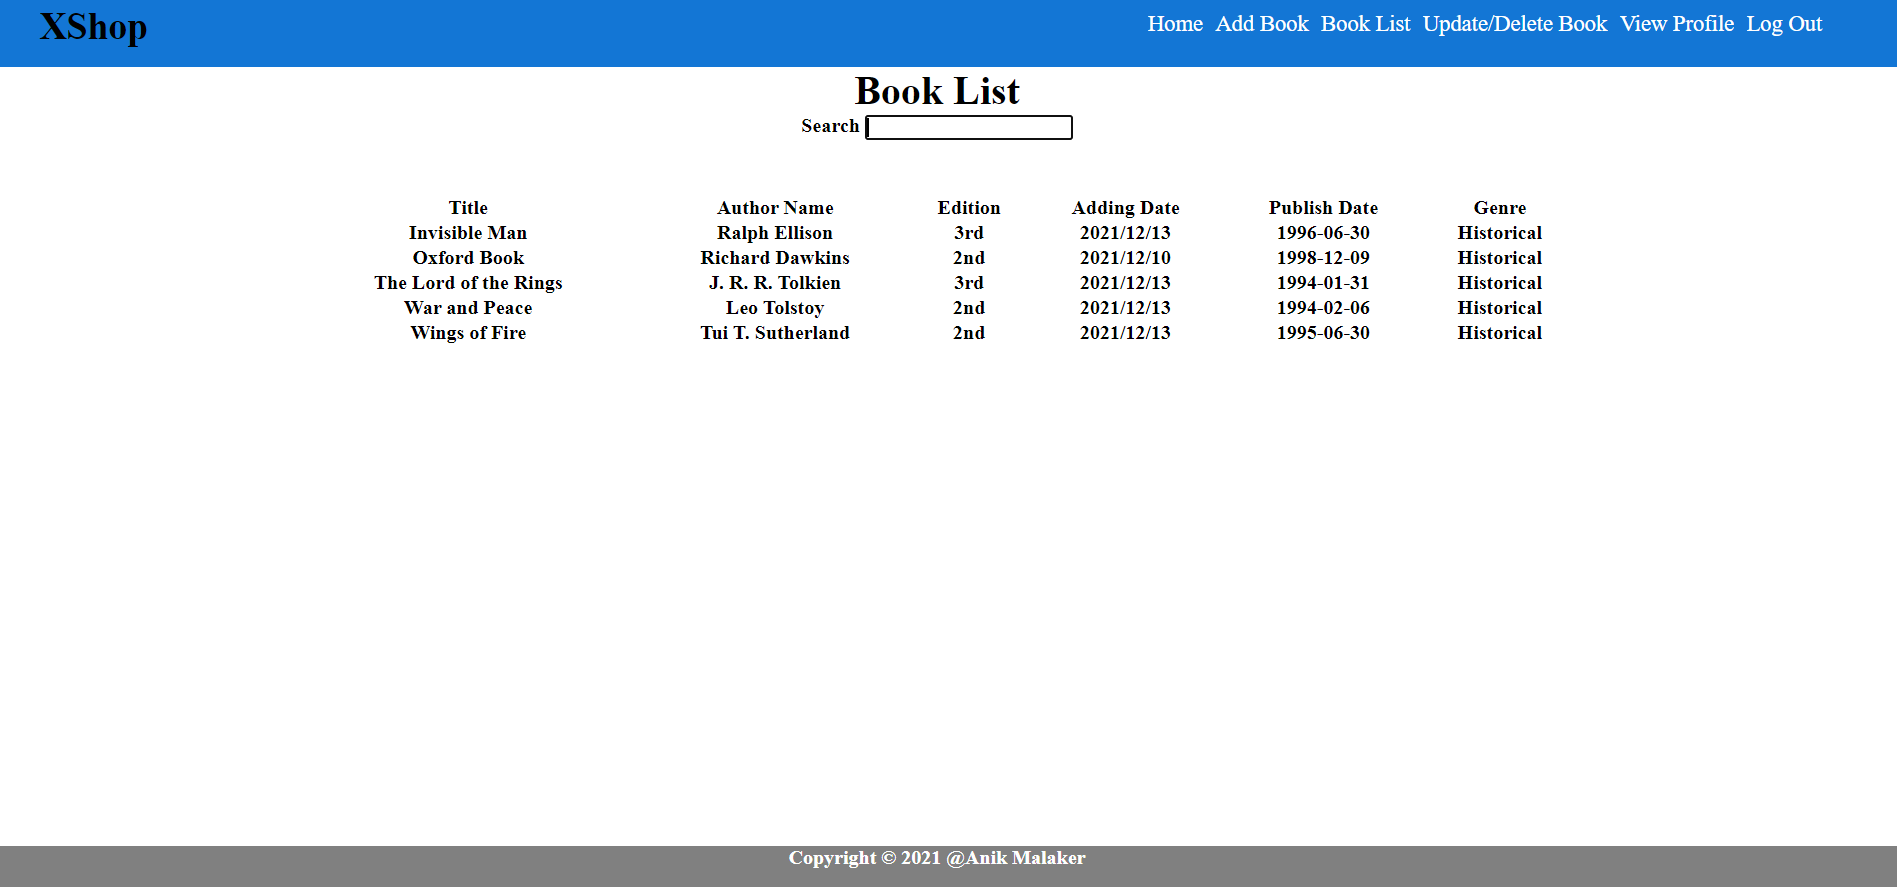 XShop Home Add Book Book List Update/Delete Book View Profile Log Out
Book List
Search
Title Author Name Edition Adding Date Publish Date Genre
Invisible Man Ralph Ellison 3rd 2021/12/13 1996-06-30 Historical
Oxford Book Richard Dawkins 2nd 2021/12/10 1998-12-09 Historical
The Lord of the Rings J. R. R. Tolkien 3rd 2021/12/13 1994-01-31 Historical
War and Peace Leo Tolstoy 2nd 2021/12/13 1994-02-06 Historical
Wings of Fire Tui T. Sutherland 2nd 2021/12/13 1995-06-30 Historical
Copyright © 2021 @Anik Malaker